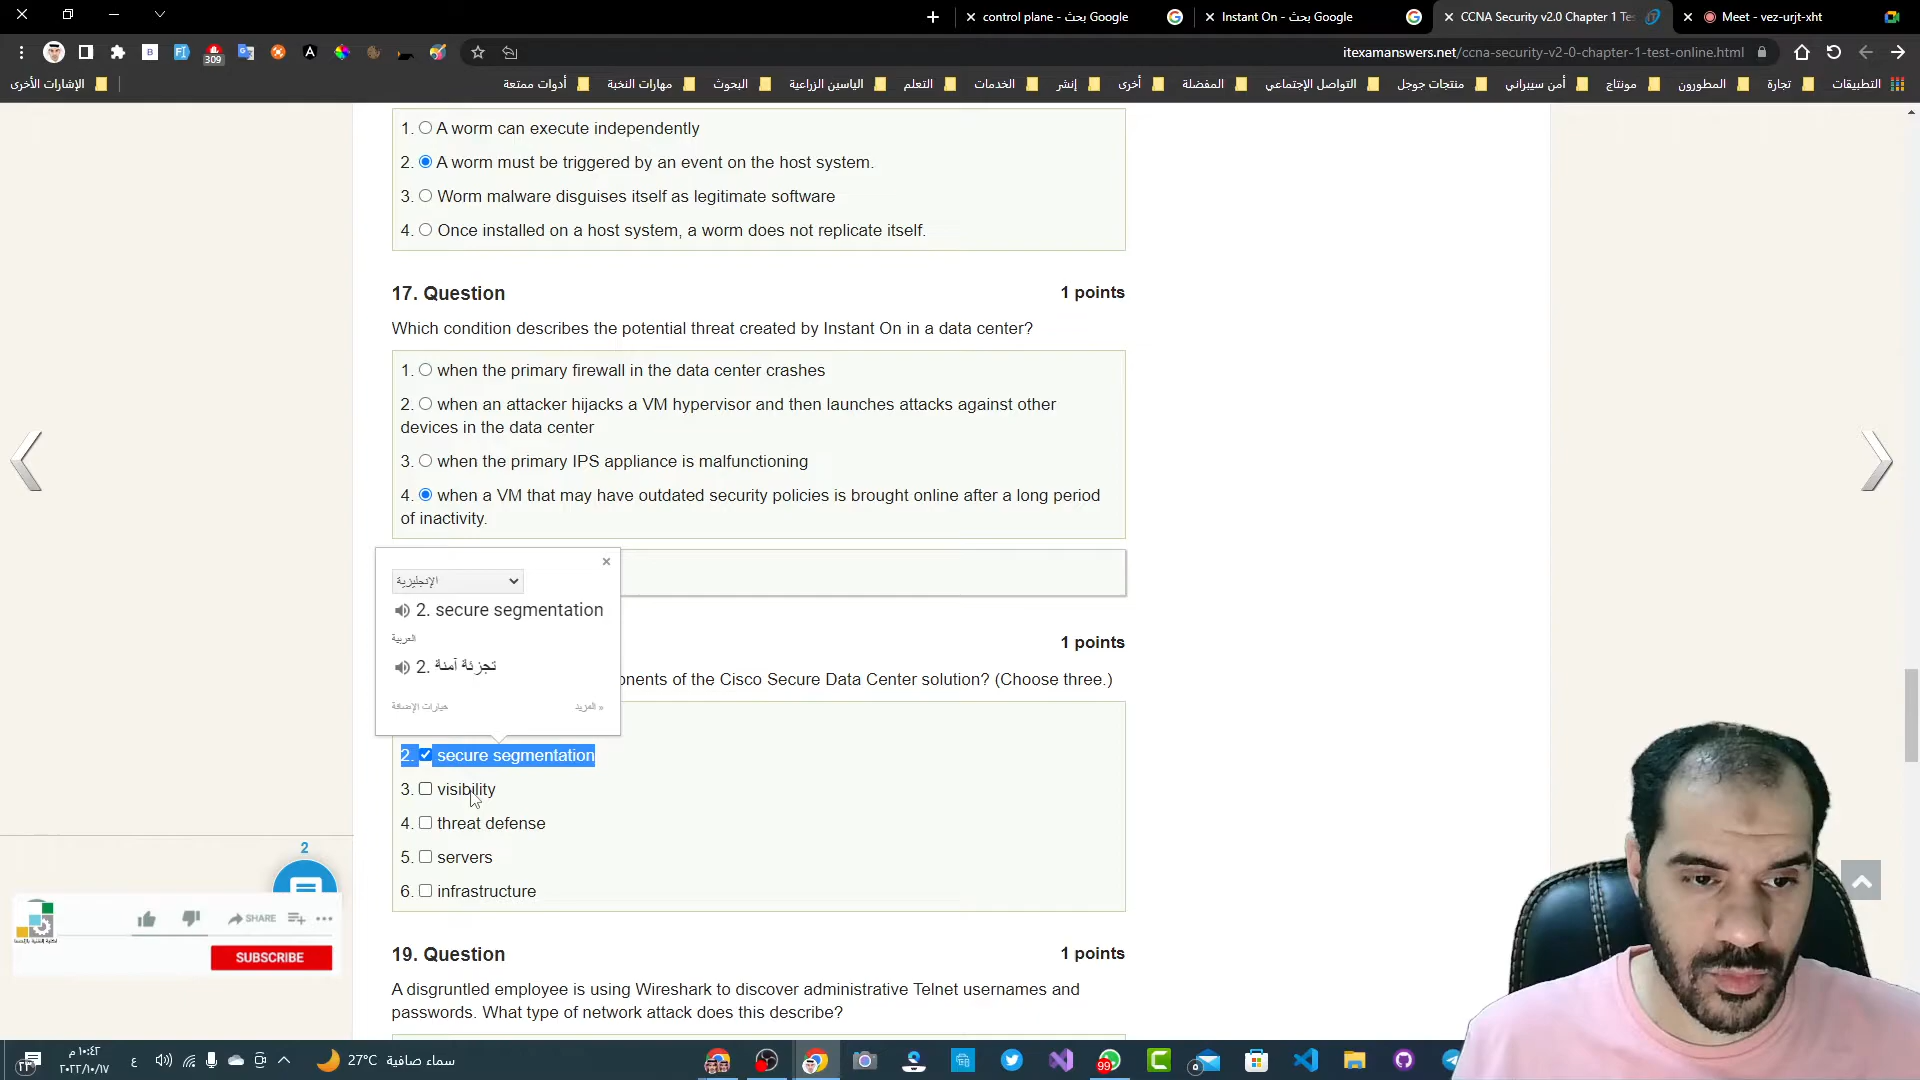 control plane - بحث Google
Instant On - بحث Google
CCNA Security v2.0 Chapter 1 Te
Meet - vez-urjt-xht
309
itexamanswers.net/ccna-security-v2-0-chapter-1-test-online.html
التطبيقات
تجارة
المطورون
مونتاج
أمن سيبراني
منتجات جوجل
التواصل الإجتماعي
المفضلة
أخرى
إنشر
الخدمات
التعلم
الياسين الزراعية
البحوث
مهارات النخبة
أدوات ممتعة
الإشارات الأخرى
1. A worm can execute independently
2. A worm must be triggered by an event on the host system.
3. Worm malware disguises itself as legitimate software
4. Once installed on a host system, a worm does not replicate itself.
17. Question
1 points
Which condition describes the potential threat created by Instant On in a data center?
1. when the primary firewall in the data center crashes
2. when an attacker hijacks a VM hypervisor and then launches attacks against other
devices in the data center
3. when the primary IPS appliance is malfunctioning
4. when a VM that may have outdated security policies is brought online after a long period
of inactivity.
الإنجليزية
2. secure segmentation
العربية
2. تجزئة آمنة
خيارات الإضافة
المزيد »
1 points
onents of the Cisco Secure Data Center solution? (Choose three.)
2. secure segmentation
3. visibility
4. threat defense
5. servers
6. infrastructure
19. Question
1 points
A disgruntled employee is using Wireshark to discover administrative Telnet usernames and
passwords. What type of network attack does this describe?
2
SHARE
SUBSCRIBE
١٠:٤٢ م
٢٠٢٢/١٠/١٧
ع
27°C
سماء صافية
99